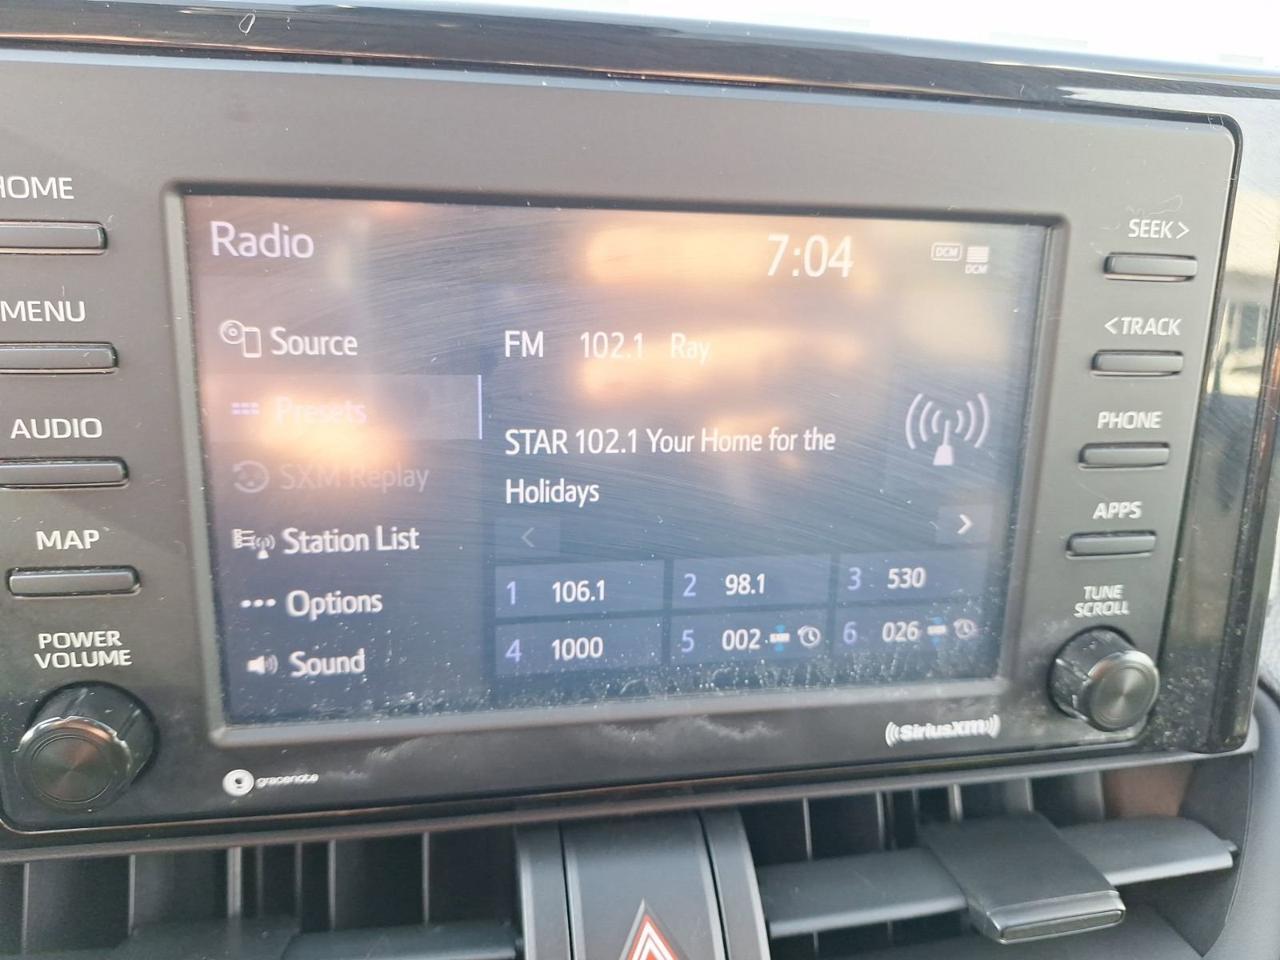 HOME
MENU
AUDIO
MAP
POWER
VOLUME
Radio
7:04
DCM
DCM
Source
Presets
SXM Replay
Station List
Options
Sound
FM 102.1 Ray
STAR 102.1 Your Home for the
Holidays
<
>
1 106.1
2 98.1
3 530
4 1000
5 002
6 026
SEEK>
<TRACK
PHONE
APPS
TUNE
SCROLL
gracenote
((SiriusXM))